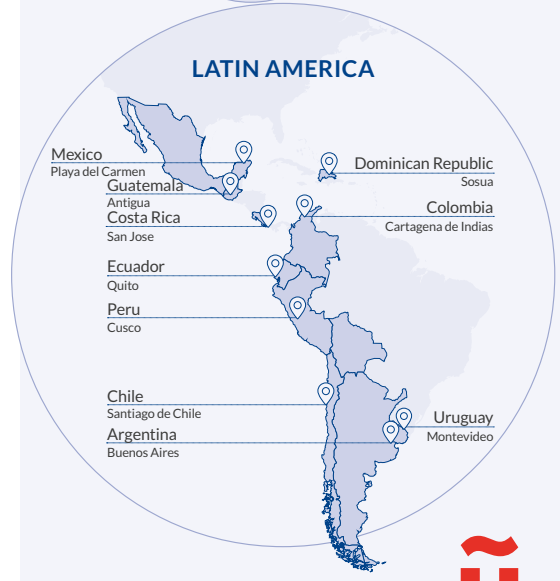 LATIN AMERICA
Mexico
Playa del Carmen
Guatemala
Antigua
Costa Rica
San Jose
Ecuador
Quito
Peru
Cusco
Chile
Santiago de Chile
Argentina
Buenos Aires
Dominican Republic
Sosua
Colombia
Cartagena de Indias
Uruguay
Montevideo
ñ